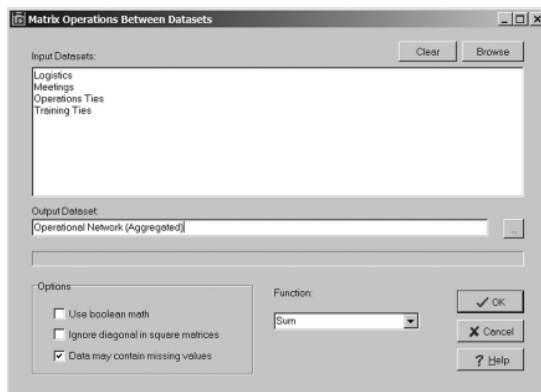 Matrix Operations Between Datasets
Input Datasets:
Clear
Browse
Logistics
Meetings
Operations Ties
Training Ties
Output Dataset:
Operational Network (Aggregated)
...
Options
Use boolean math
Ignore diagonal in square matrices
Data may contain missing values
Function:
Sum
OK
Cancel
? Help